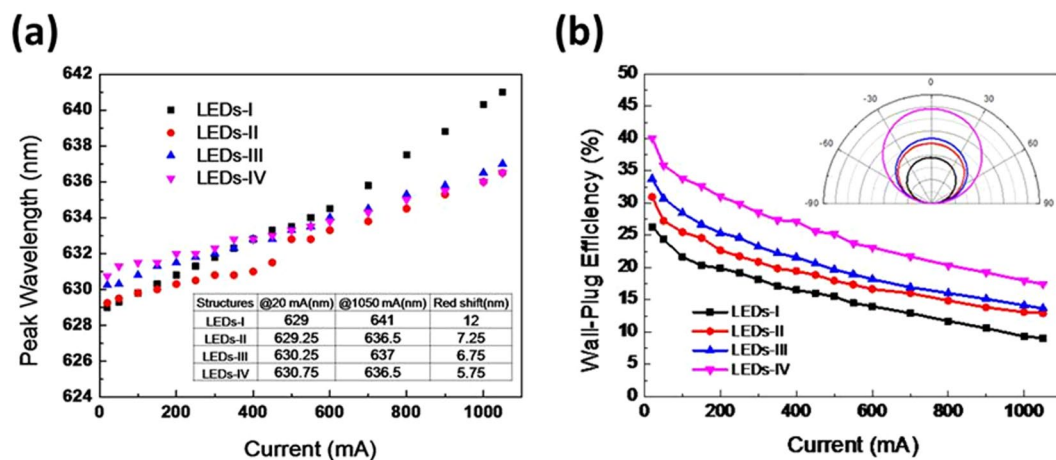 (a)
642
640
638
636
634
632
630
628
626
624
Peak Wavelength (nm)
LEDs-I
LEDs-II
LEDs-III
LEDs-IV
Structures @20 mA(nm) @1050 mA(nm) Red shift(nm)
LEDs-I 629 641 12
LEDs-II 629.25 636.5 7.25
LEDs-III 630.25 637 6.75
LEDs-IV 630.75 636.5 5.75
0 200 400 600 800 1000
Current (mA)
(b)
50
45
40
35
30
25
20
15
10
5
0
Wall-Plug Efficiency (%)
0
-30 30
-60 60
-90 90
LEDs-I
LEDs-II
LEDs-III
LEDs-IV
0 200 400 600 800 1000
Current (mA)